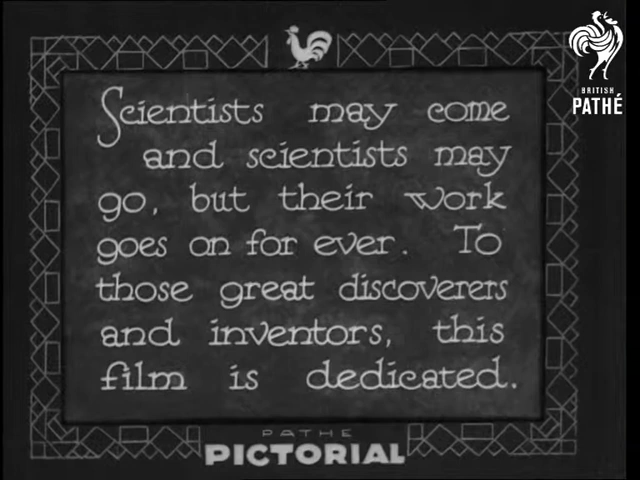 BRITISH
PATHÉ
Scientists may come
and scientists may
go, but their work
goes on for ever. To
those great discoverers
and inventors, this
film is dedicated.
PATHE
PICTORIAL